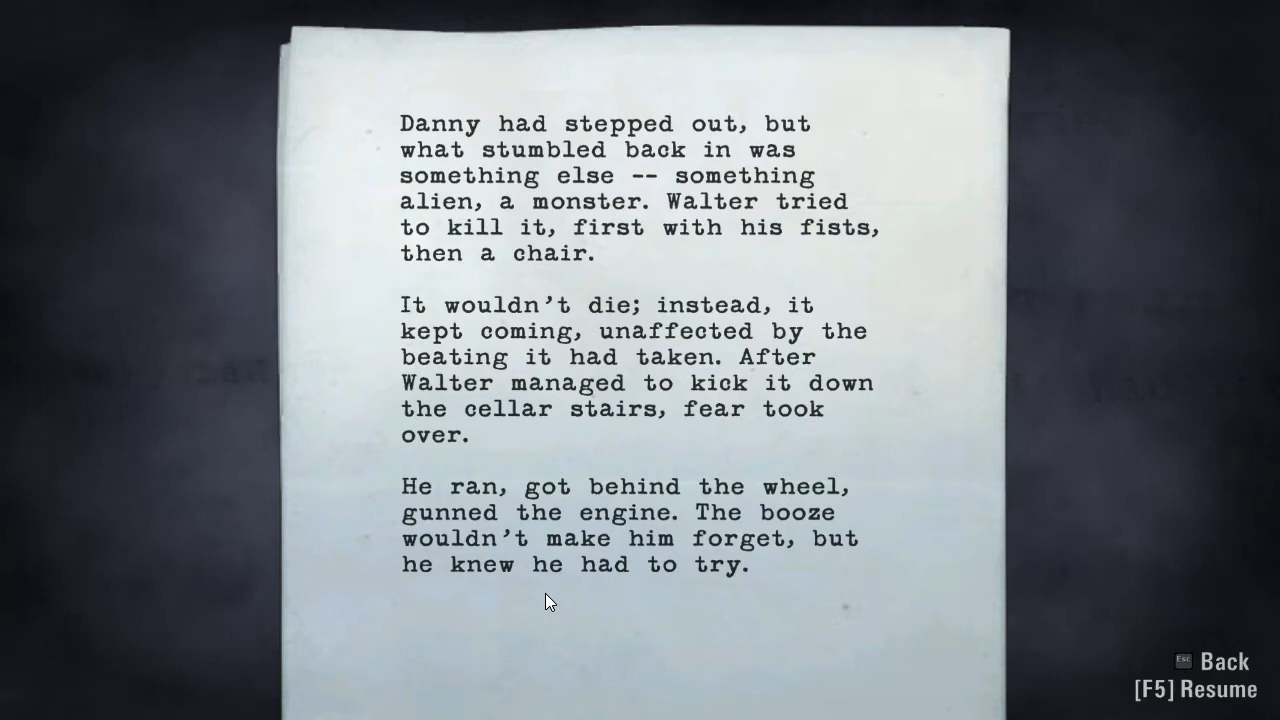 Danny had stepped out, but
what stumbled back in was
something else -- something
alien, a monster. Walter tried
to kill it, first with his fists,
then a chair.
It wouldn't die; instead, it
kept coming, unaffected by the
beating it had taken. After
Walter managed to kick it down
the cellar stairs, fear took
over.
He ran, got behind the wheel,
gunned the engine. The booze
wouldn't make him forget, but
he knew he had to try.
Esc Back
[F5] Resume